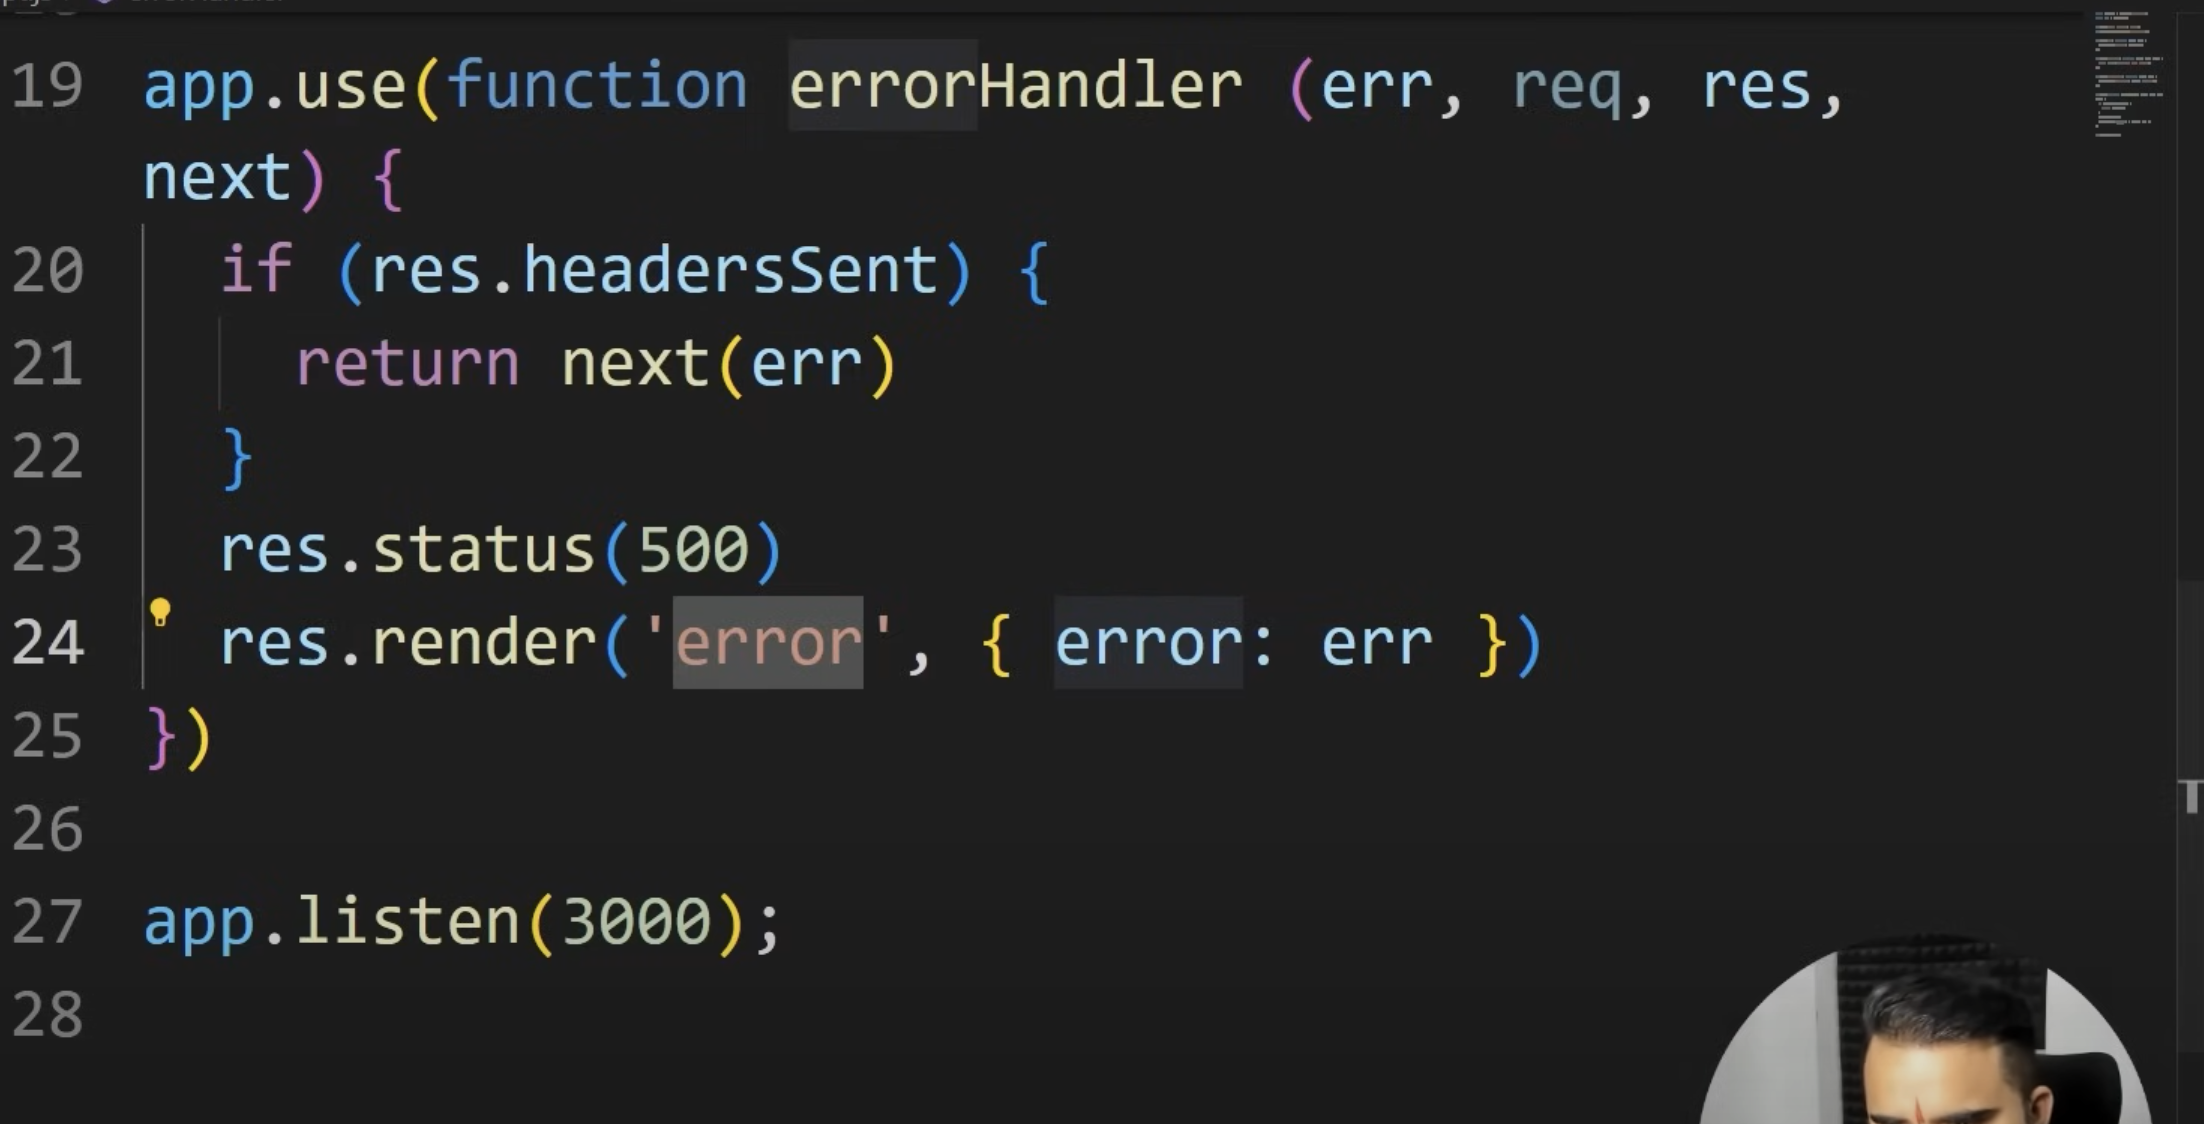 19 app.use(function errorHandler (err, req, res,
next) {
20 if (res.headersSent) {
21 return next(err)
22 }
23 res.status(500)
24 res.render('error', { error: err })
25 })
26
27 app.listen(3000);
28